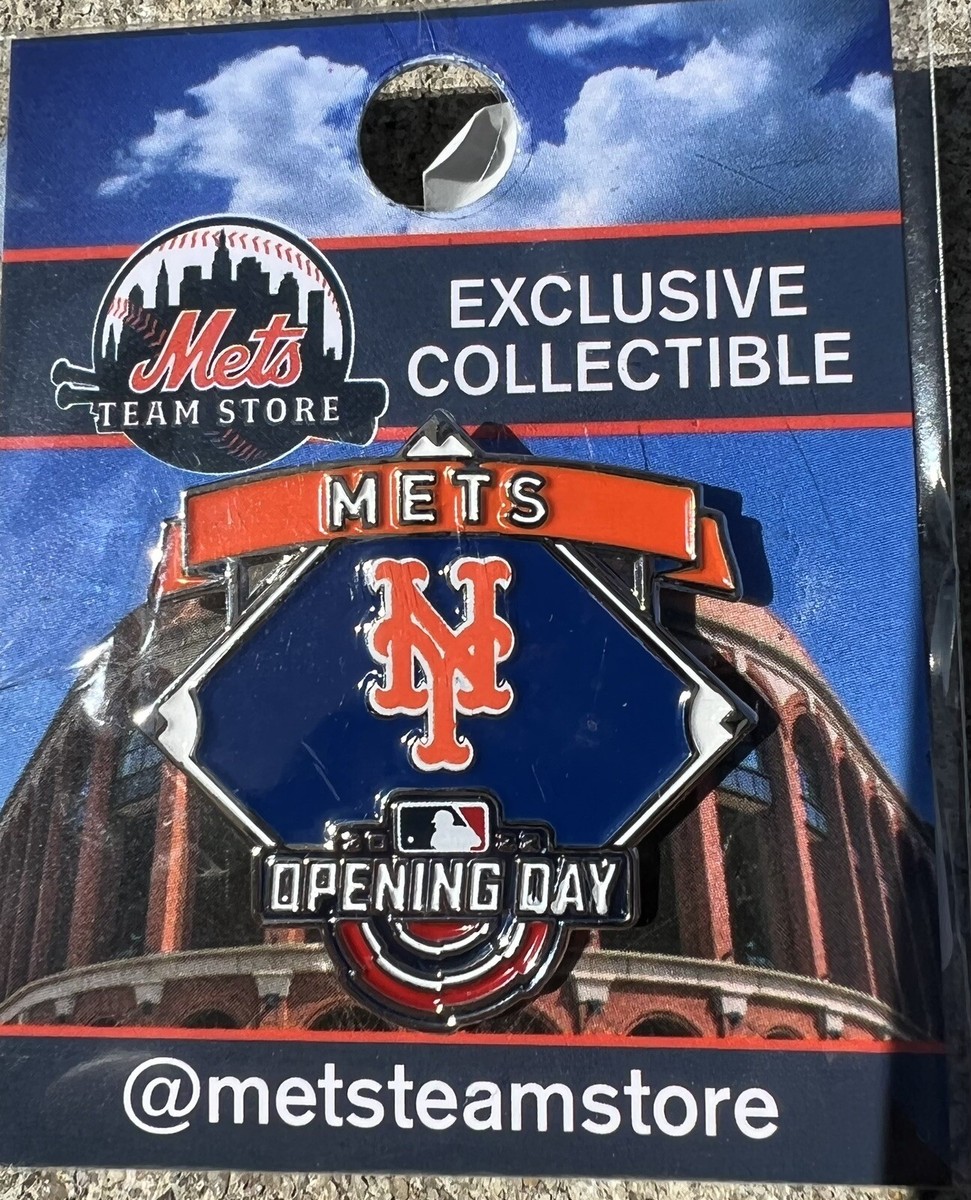 EXCLUSIVE
COLLECTIBLE
Mets
TEAM STORE
METS
NY
OPENING DAY
@metsteamstore